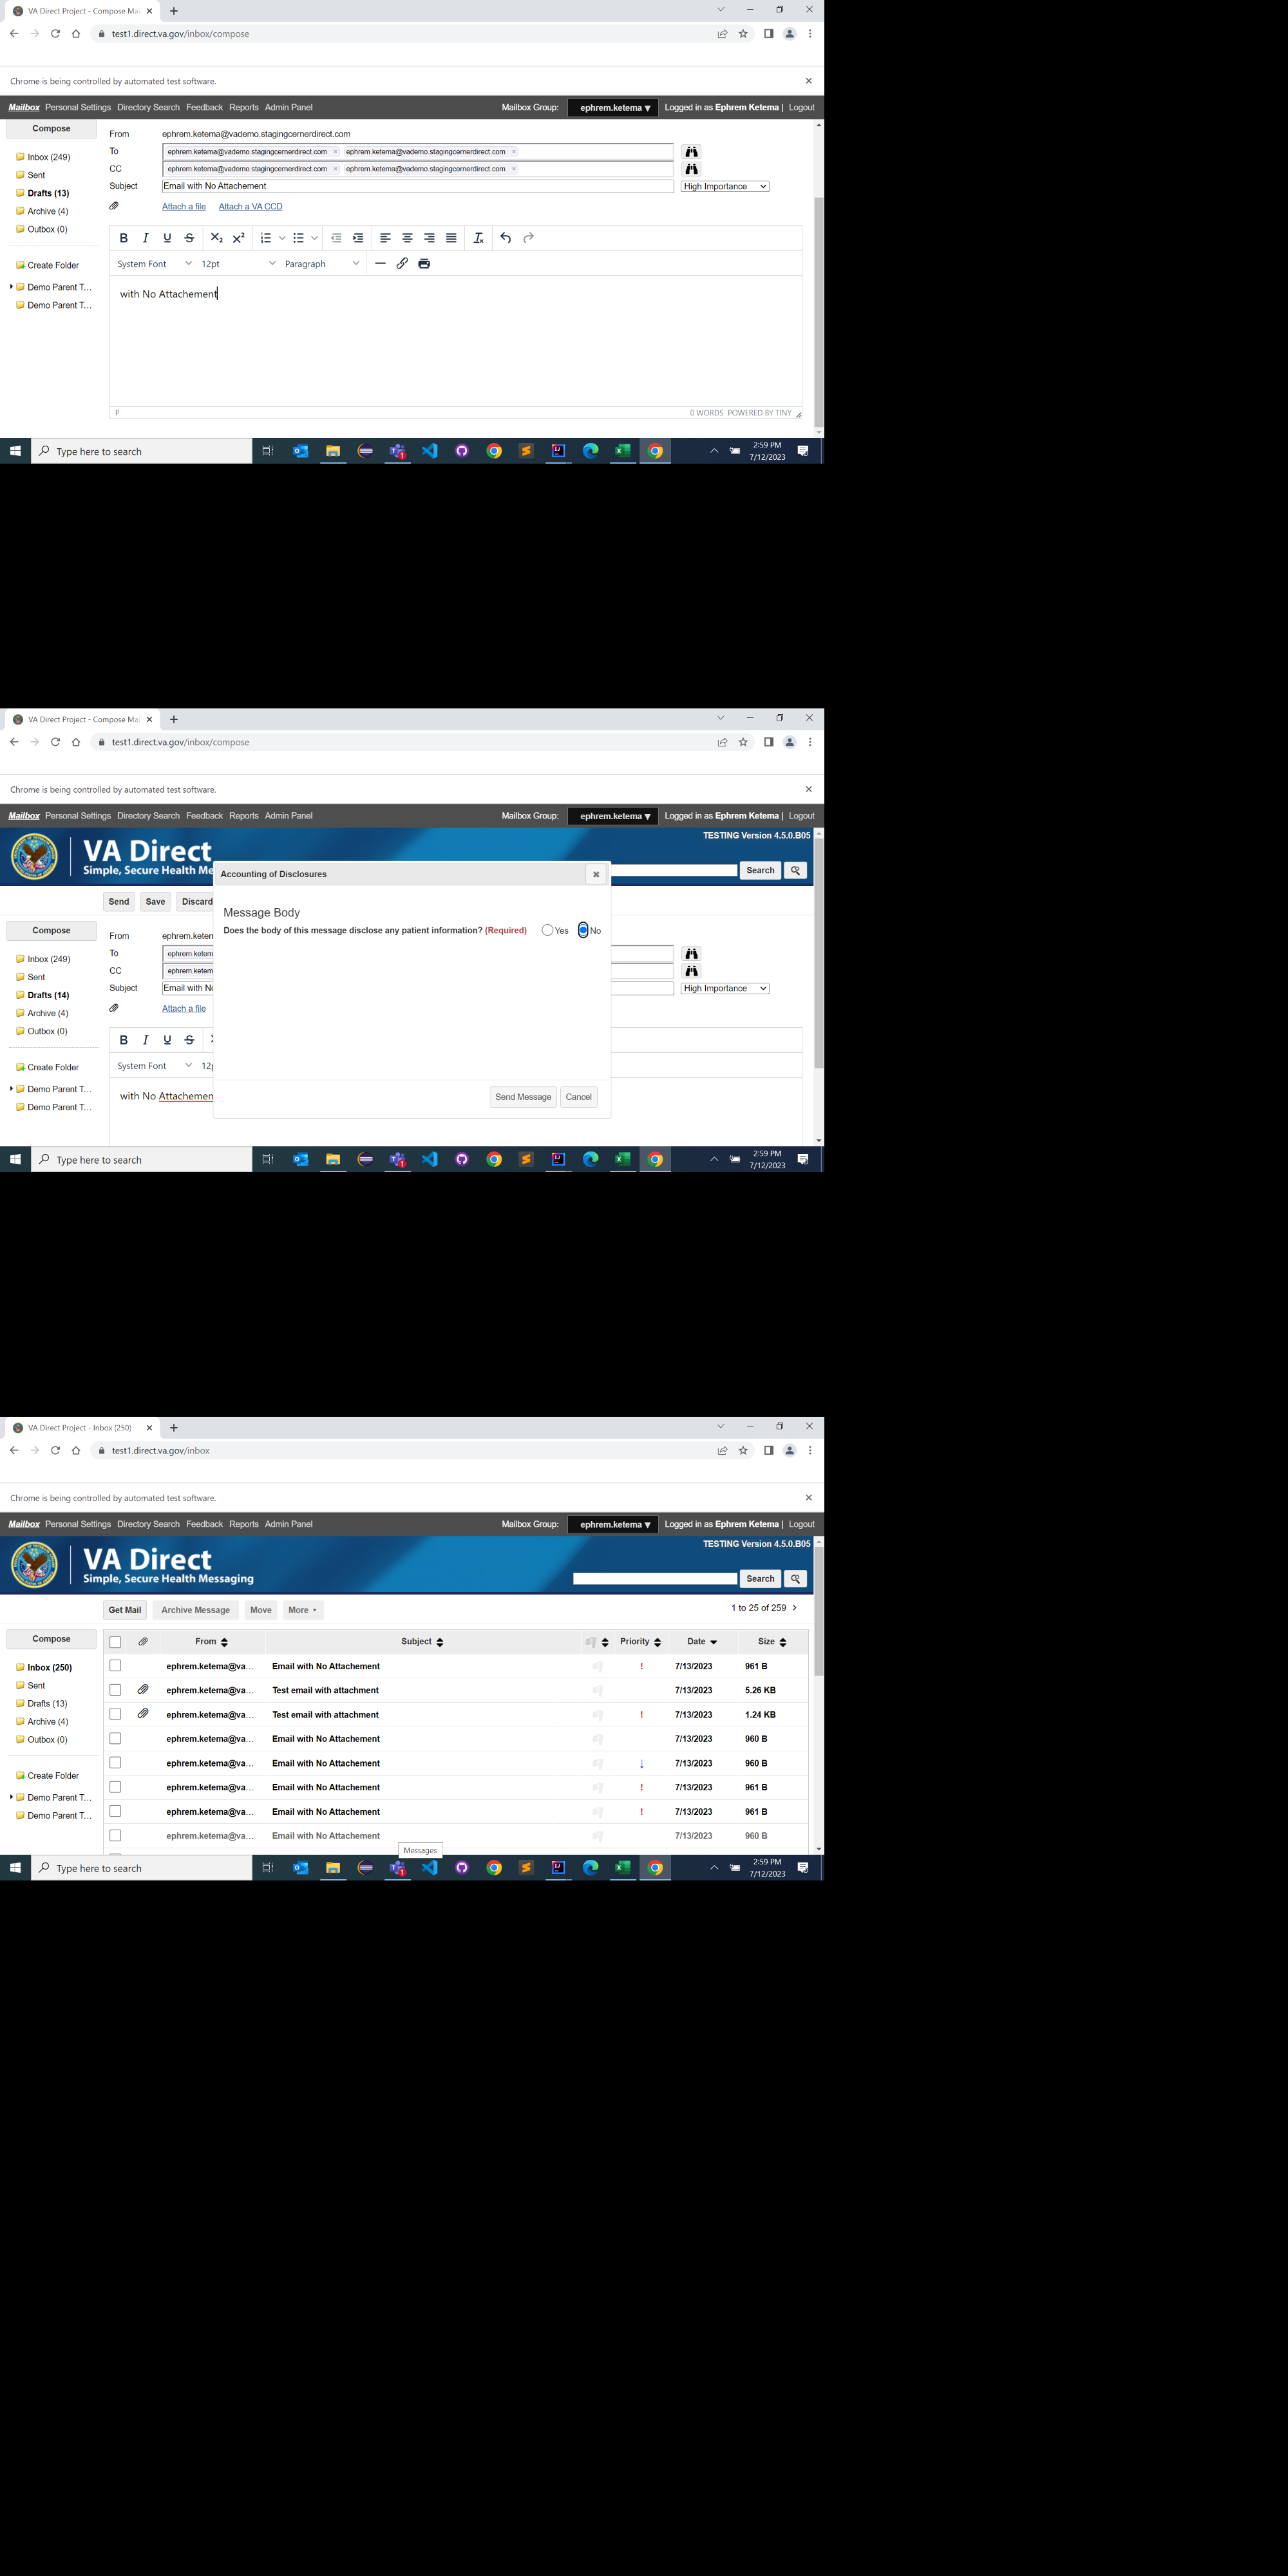 VA Direct Project - Compose Ma
test1.direct.va.gov/inbox/compose
Chrome is being controlled by automated test software.
Mailbox Personal Settings Directory Search Feedback Reports Admin Panel Mailbox Group: ephrem.ketema ▼ Logged in as Ephrem Ketema | Logout
Compose
From ephrem.ketema@vademo.stagingcernerdirect.com
To ephrem.ketema@vademo.stagingcernerdirect.com × ephrem.ketema@vademo.stagingcernerdirect.com ×
Inbox (249)
CC ephrem.ketema@vademo.stagingcernerdirect.com × ephrem.ketema@vademo.stagingcernerdirect.com ×
Sent
Subject Email with No Attachement High Importance
Drafts (13)
Attach a file Attach a VA CCD
Archive (4)
Outbox (0)
B I U S X₂ X²
System Font 12pt Paragraph
Create Folder
Demo Parent T...
with No Attachement
Demo Parent T...
P 0 WORDS POWERED BY TINY
Type here to search
2:59 PM
7/12/2023
VA Direct Project - Compose Ma
test1.direct.va.gov/inbox/compose
Chrome is being controlled by automated test software.
Mailbox Personal Settings Directory Search Feedback Reports Admin Panel Mailbox Group: ephrem.ketema ▼ Logged in as Ephrem Ketema | Logout
TESTING Version 4.5.0.B05
VA Direct
Simple, Secure Health Me
Search
Accounting of Disclosures
Send Save Discard
Message Body
Does the body of this message disclose any patient information? (Required) Yes No
Compose
From ephrem.keten
To ephrem.ketem
Inbox (249)
CC ephrem.ketem
Sent
Subject Email with No High Importance
Drafts (14)
Attach a file
Archive (4)
Outbox (0)
B I U S
System Font 12p
Create Folder
Demo Parent T...
with No Attachemen
Send Message Cancel
Demo Parent T...
Type here to search
2:59 PM
7/12/2023
VA Direct Project - Inbox (250)
test1.direct.va.gov/inbox
Chrome is being controlled by automated test software.
Mailbox Personal Settings Directory Search Feedback Reports Admin Panel Mailbox Group: ephrem.ketema ▼ Logged in as Ephrem Ketema | Logout
TESTING Version 4.5.0.B05
VA Direct
Simple, Secure Health Messaging
Search
Get Mail Archive Message Move More 1 to 25 of 259
Compose
From Subject Priority Date Size
Inbox (250)
Sent
Drafts (13)
Archive (4)
Outbox (0)
Create Folder
Demo Parent T...
Demo Parent T...
ephrem.ketema@va... Email with No Attachement ! 7/13/2023 961 B
ephrem.ketema@va... Test email with attachment 7/13/2023 5.26 KB
ephrem.ketema@va... Test email with attachment ! 7/13/2023 1.24 KB
ephrem.ketema@va... Email with No Attachement 7/13/2023 960 B
ephrem.ketema@va... Email with No Attachement ↓ 7/13/2023 960 B
ephrem.ketema@va... Email with No Attachement ! 7/13/2023 961 B
ephrem.ketema@va... Email with No Attachement ! 7/13/2023 961 B
ephrem.ketema@va... Email with No Attachement 7/13/2023 960 B
Messages
Type here to search
2:59 PM
7/12/2023